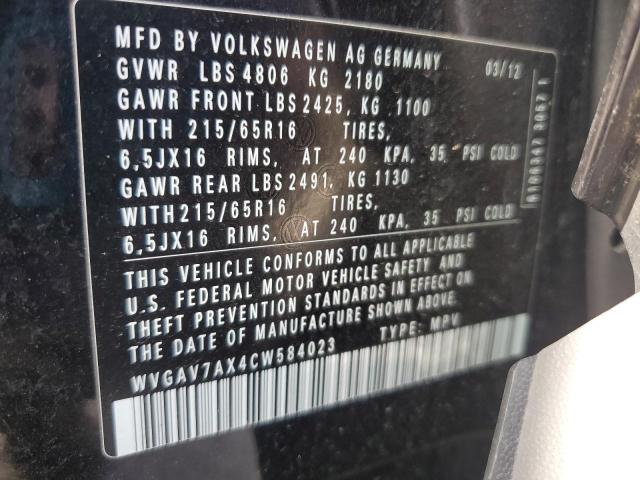 MFD BY VOLKSWAGEN AG GERMANY 03/12
GVWR LBS 4806 KG 2180
GAWR FRONT LBS 2425, KG 1100
WITH 215/65R16 TIRES,
6,5JX16 RIMS, AT 240 KPA, 35 PSI COLD
GAWR REAR LBS 2491, KG 1130
WITH 215/65R16 TIRES,
6,5JX16 RIMS, AT 240 KPA, 35 PSI COLD
THIS VEHICLE CONFORMS TO ALL APPLICABLE
U.S. FEDERAL MOTOR VEHICLE SAFETY AND
THEFT PREVENTION STANDARDS IN EFFECT ON
THE DATE OF MANUFACTURE SHOWN ABOVE.
WVGAV7AX4CW584023 TYPE: MPV